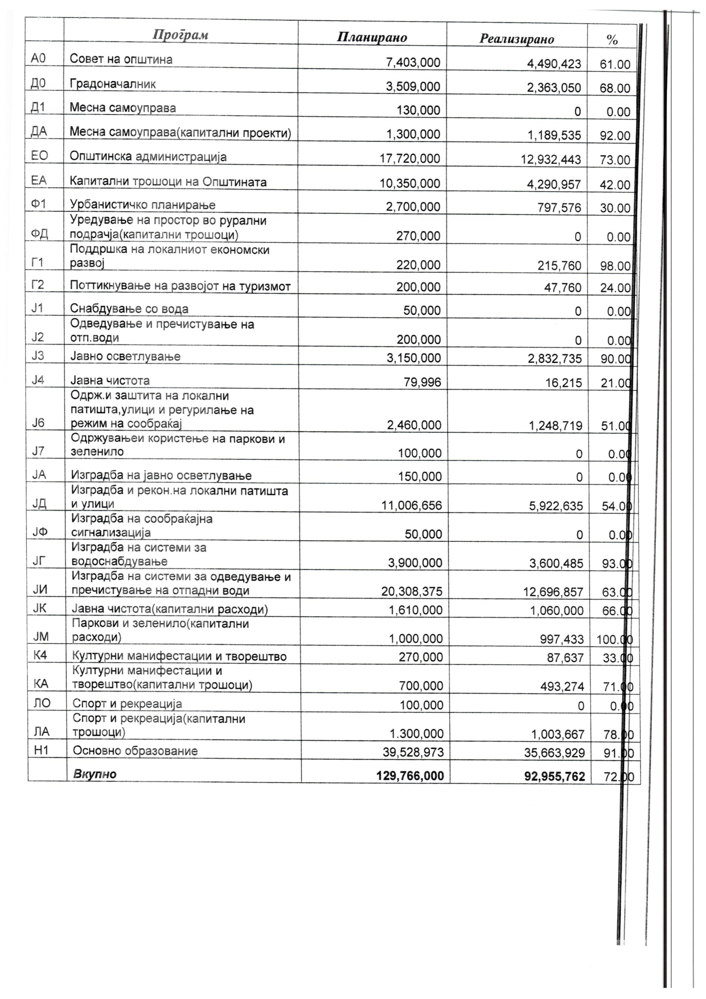 Програм Планирано Реализирано %
А0 Совет на општина 7,403,000 4,490,423 61.00
Д0 Градоначалник 3,509,000 2,363,050 68.00
Д1 Месна самоуправа 130,000 0 0.00
ДА Месна самоуправа(капитални проекти) 1,300,000 1,189,535 92.00
ЕО Општинска администрација 17,720,000 12,932,443 73.00
ЕА Капитални трошоци на Општината 10,350,000 4,290,957 42.00
Ф1 Урбанистичко планирање 2,700,000 797,576 30.00
Уредување на простор во рурални
ФД подрачја(капитални трошоци) 270,000 0 0.00
Поддршка на локалниот економски
Г1 развој 220,000 215,760 98.00
Г2 Поттикнување на развојот на туризмот 200,000 47,760 24.00
Ј1 Снабдување со вода 50,000 0 0.00
Одведување и пречистување на
Ј2 отп.води 200,000 0 0.00
Ј3 Јавно осветлување 3,150,000 2,832,735 90.00
Ј4 Јавна чистота 79,996 16,215 21.00
Одрж.и заштита на локални
патишта,улици и регурилање на
Ј6 режим на сообраќај 2,460,000 1,248,719 51.00
Одржувањеи користење на паркови и
Ј7 зеленило 100,000 0 0.00
ЈА Изградба на јавно осветлување 150,000 0 0.00
Изградба и рекон.на локални патишта
ЈД и улици 11,006,656 5,922,635 54.00
Изградба на сообраќајна
ЈФ сигнализација 50,000 0 0.00
Изградба на системи за
ЈГ водоснабдување 3,900,000 3,600,485 93.00
Изградба на системи за одведување и
ЈИ пречистување на отпадни води 20,308,375 12,696,857 63.00
ЈК Јавна чистота(капитални расходи) 1,610,000 1,060,000 66.00
Паркови и зеленило(капитални
ЈМ расходи) 1,000,000 997,433 100.00
К4 Културни манифестации и творештво 270,000 87,637 33.00
Културни манифестации и
КА творештво(капитални трошоци) 700,000 493,274 71.00
ЛО Спорт и рекреација 100,000 0 0.00
Спорт и рекреација(капитални
ЛА трошоци) 1.300,000 1,003,667 78.00
Н1 Основно образование 39,528,973 35,663,929 91.00
Вкупно 129,766,000 92,955,762 72.00